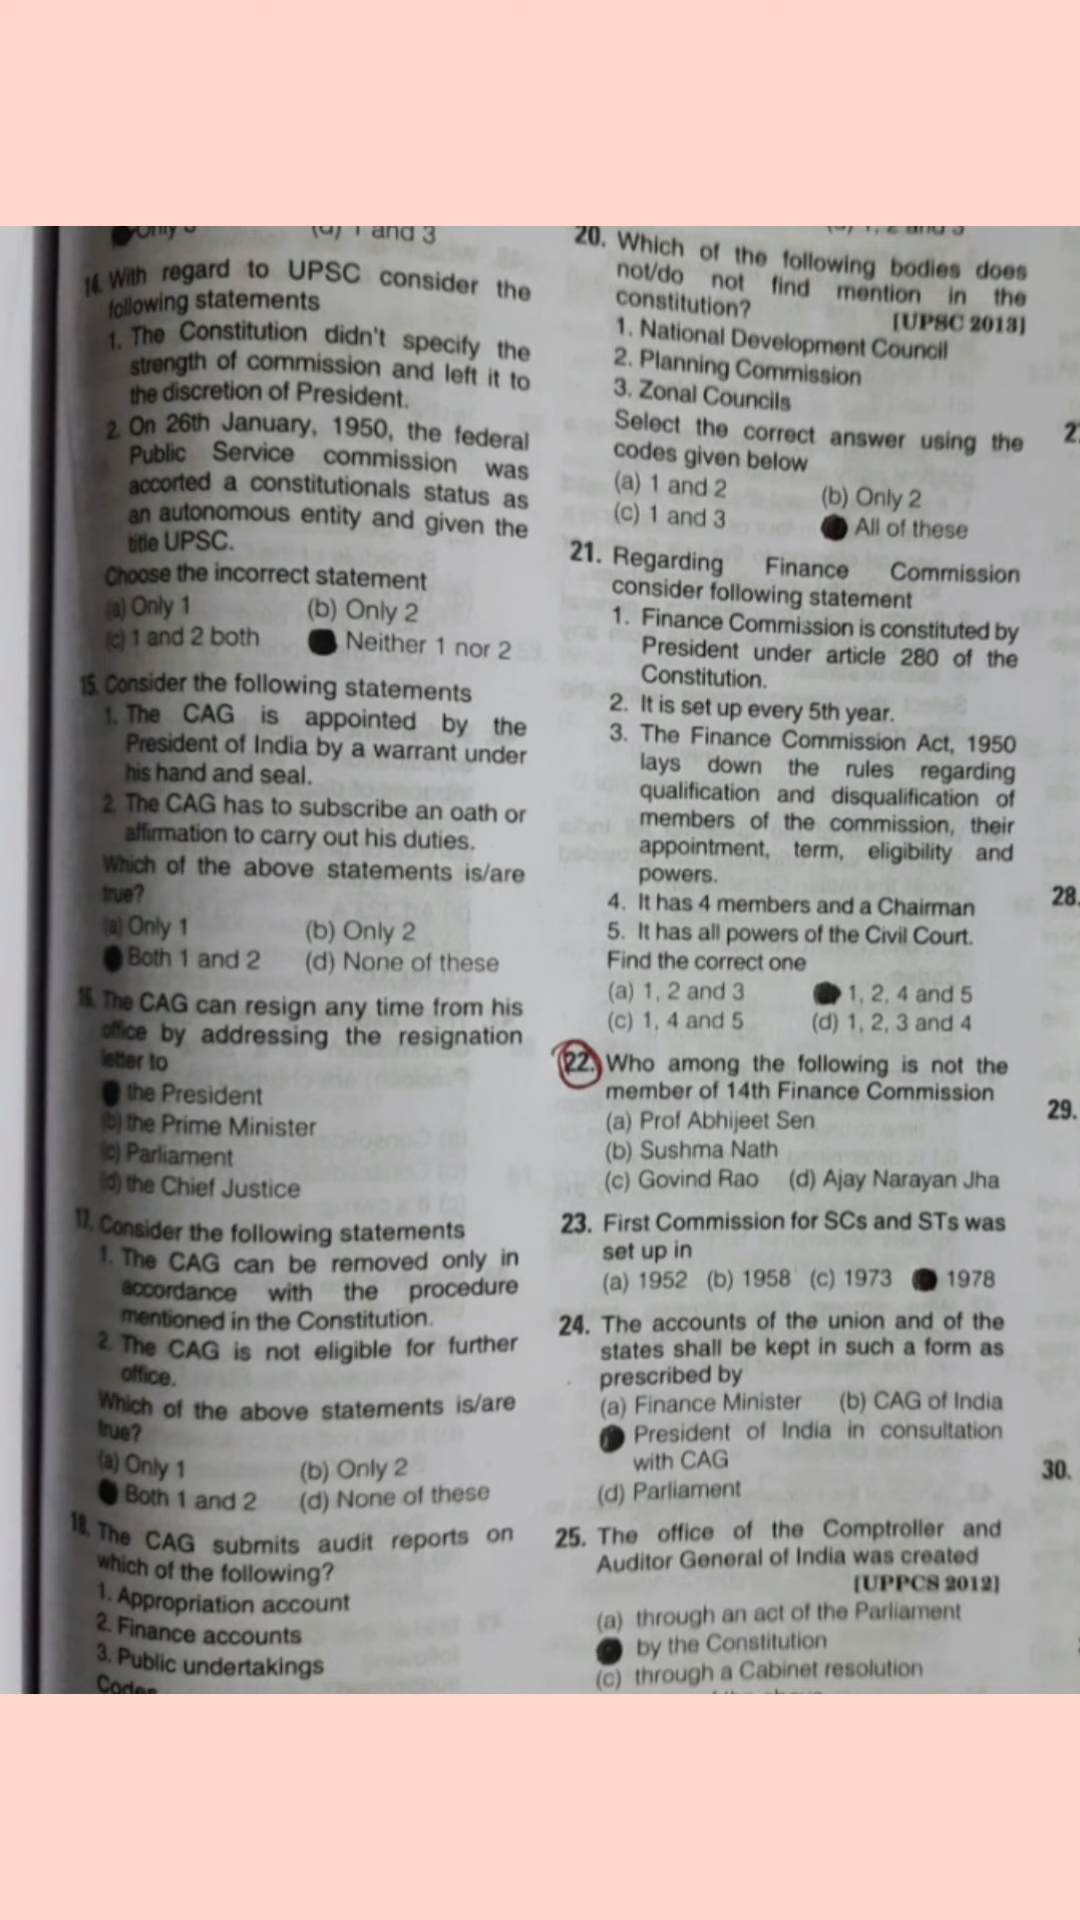 (d) 1 and 3
14. With regard to UPSC consider the
following statements
1. The Constitution didn't specify the
strength of commission and left it to
the discretion of President.
2. On 26th January, 1950, the federal
Public Service commission was
accorted a constitutionals status as
an autonomous entity and given the
title UPSC.
Choose the incorrect statement
(a) Only 1 (b) Only 2
(c) 1 and 2 both Neither 1 nor 2
15. Consider the following statements
1. The CAG is appointed by the
President of India by a warrant under
his hand and seal.
2. The CAG has to subscribe an oath or
affirmation to carry out his duties.
Which of the above statements is/are
true?
(a) Only 1 (b) Only 2
Both 1 and 2 (d) None of these
16. The CAG can resign any time from his
office by addressing the resignation
letter to
the President
(b) the Prime Minister
(c) Parliament
(d) the Chief Justice
17. Consider the following statements
1. The CAG can be removed only in
accordance with the procedure
mentioned in the Constitution.
2. The CAG is not eligible for further
office.
Which of the above statements is/are
true?
(a) Only 1 (b) Only 2
Both 1 and 2 (d) None of these
18. The CAG submits audit reports on
which of the following?
1. Appropriation account
2. Finance accounts
3. Public undertakings
Codes
20. Which of the following bodies does
not/do not find mention in the
constitution? [UPSC 2013]
1. National Development Council
2. Planning Commission
3. Zonal Councils
Select the correct answer using the
codes given below
(a) 1 and 2 (b) Only 2
(c) 1 and 3 All of these
21. Regarding Finance Commission
consider following statement
1. Finance Commission is constituted by
President under article 280 of the
Constitution.
2. It is set up every 5th year.
3. The Finance Commission Act, 1950
lays down the rules regarding
qualification and disqualification of
members of the commission, their
appointment, term, eligibility and
powers.
4. It has 4 members and a Chairman
5. It has all powers of the Civil Court.
Find the correct one
(a) 1, 2 and 3 1, 2, 4 and 5
(c) 1, 4 and 5 (d) 1, 2, 3 and 4
22. Who among the following is not the
member of 14th Finance Commission
(a) Prof Abhijeet Sen
(b) Sushma Nath
(c) Govind Rao (d) Ajay Narayan Jha
23. First Commission for SCs and STs was
set up in
(a) 1952 (b) 1958 (c) 1973 1978
24. The accounts of the union and of the
states shall be kept in such a form as
prescribed by
(a) Finance Minister (b) CAG of India
President of India in consultation
with CAG
(d) Parliament
25. The office of the Comptroller and
Auditor General of India was created
[UPPCS 2012]
(a) through an act of the Parliament
by the Constitution
(c) through a Cabinet resolution
28.
29.
30.